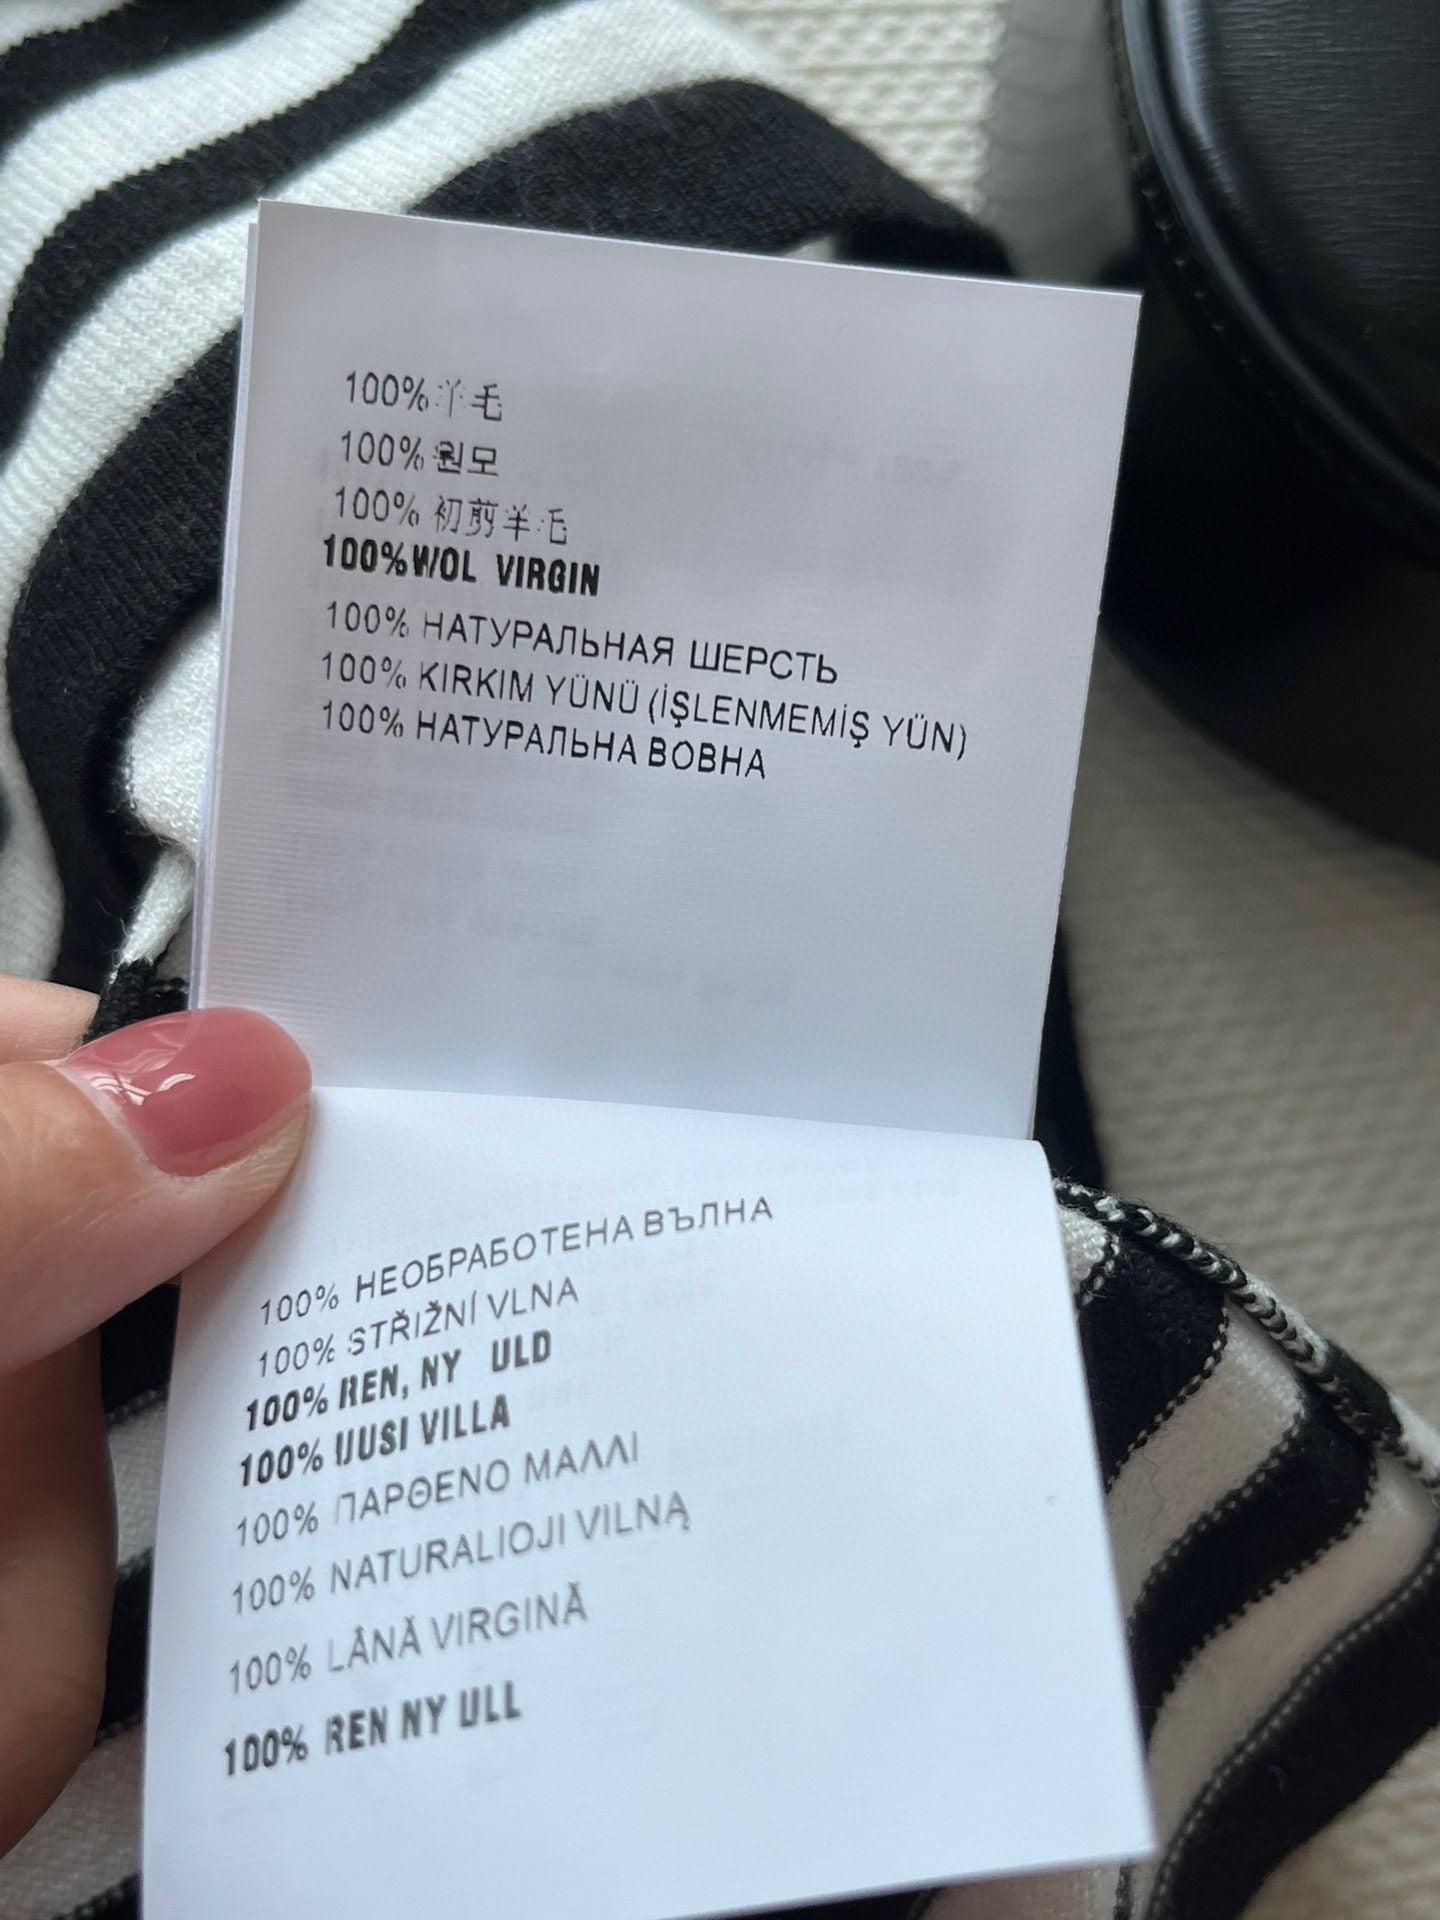 100% 羊毛
100% 원모
100% 初剪羊毛
100% WOL VIRGIN
100% НАТУРАЛЬНАЯ ШЕРСТЬ
100% KIRKIM YÜNÜ (İŞLENMEMİŞ YÜN)
100% НАТУРАЛЬНА ВОВНА
100% НЕОБРАБОТЕНА ВЪЛНА
100% STŘIŽNÍ VLNA
100% REN, NY ULD
100% UUSI VILLA
100% ΠΑΡΘΕΝΟ ΜΑΛΛΙ
100% NATURALIOJI VILNĄ
100% LÂNĂ VIRGINĂ
100% REN NY ULL